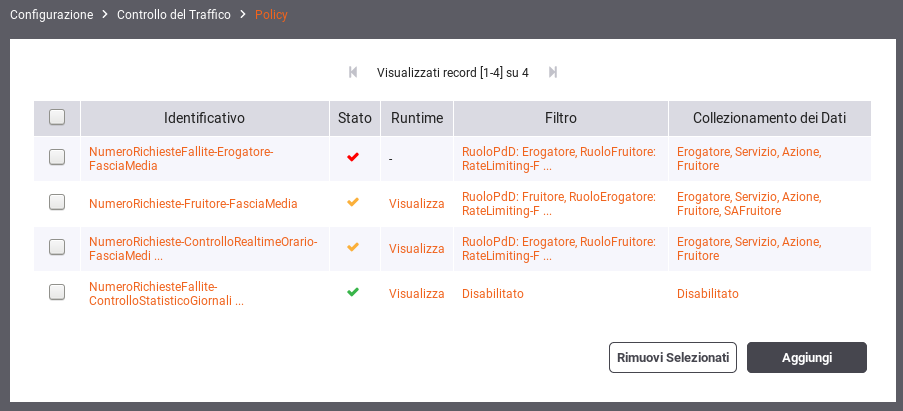 Configurazione > Controllo del Traffico > Policy
Visualizzati record [1-4] su 4
Identificativo Stato Runtime Filtro Collezionamento dei Dati
NumeroRichiesteFallite-Erogatore-
FasciaMedia
-
RuoloPdD: Erogatore, RuoloFruitore:
RateLimiting-F ...
Erogatore, Servizio, Azione,
Fruitore
NumeroRichieste-Fruitore-FasciaMedia
Visualizza
RuoloPdD: Fruitore, RuoloErogatore:
RateLimiting-F ...
Erogatore, Servizio, Azione,
Fruitore, SAFruitore
NumeroRichieste-ControlloRealtimeOrario-
FasciaMedi ...
Visualizza
RuoloPdD: Erogatore, RuoloFruitore:
RateLimiting-F ...
Erogatore, Servizio, Azione,
Fruitore
NumeroRichiesteFallite-
ControlloStatisticoGiornali ...
Visualizza
Disabilitato
Disabilitato
Rimuovi Selezionati
Aggiungi